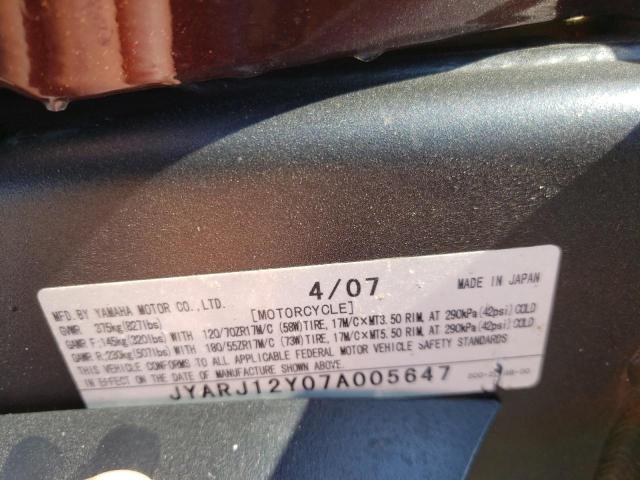 4/07 MADE IN JAPAN
MFD. BY YAMAHA MOTOR CO., LTD. [MOTORCYCLE]
GVWR. 375kg(827lbs)
GAWR F:145kg(320lbs) WITH 120/70ZR17M/C (58W) TIRE, 17M/C×MT3.50 RIM, AT 290kPa(42psi) COLD
GAWR R:230kg(507lbs) WITH 180/55ZR17M/C (73W) TIRE, 17M/C×MT5.50 RIM, AT 290kPa(42psi) COLD
THIS VEHICLE CONFORMS TO ALL APPLICABLE FEDERAL MOTOR VEHICLE SAFETY STANDARDS
IN EFFECT ON THE DATE OF MANUFACTURE SHOWN ABOVE.
JYARJ12Y07A005647